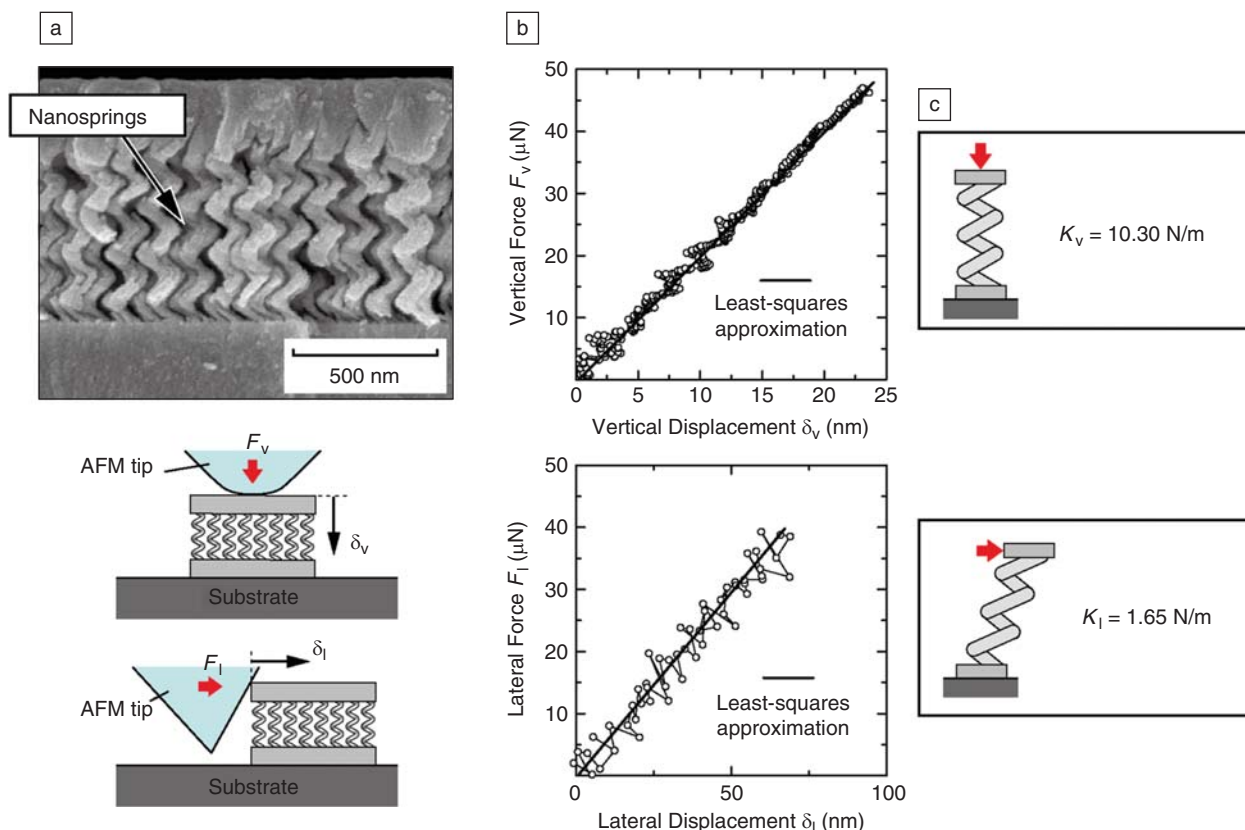 a
Nanosprings
500 nm
AFM tip
Fv
δv
Substrate
δl
Fl
AFM tip
Substrate
b
50
40
30
20
10
0
5
10
15
20
25
Vertical Force Fv (μN)
Least-squares
approximation
Vertical Displacement δv (nm)
50
40
30
20
10
0
50
100
Lateral Force Fl (μN)
Least-squares
approximation
Lateral Displacement δl (nm)
c
Kv = 10.30 N/m
Kl = 1.65 N/m